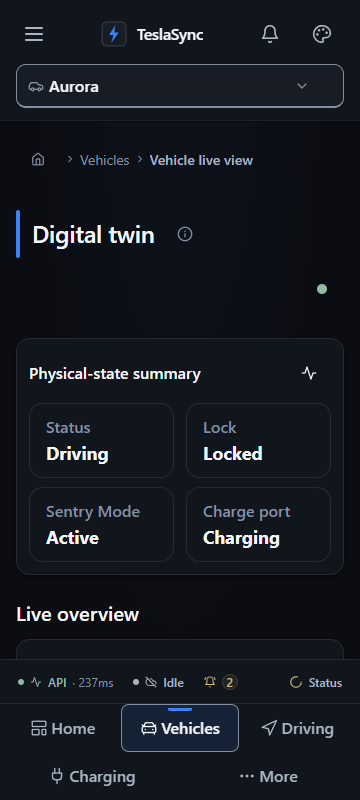 TeslaSync
Aurora
Vehicles Vehicle live view
Digital twin
Physical-state summary
Status
Driving
Lock
Locked
Sentry Mode
Active
Charge port
Charging
Live overview
API · 237ms Idle 2 Status
Home Vehicles Driving
Charging More